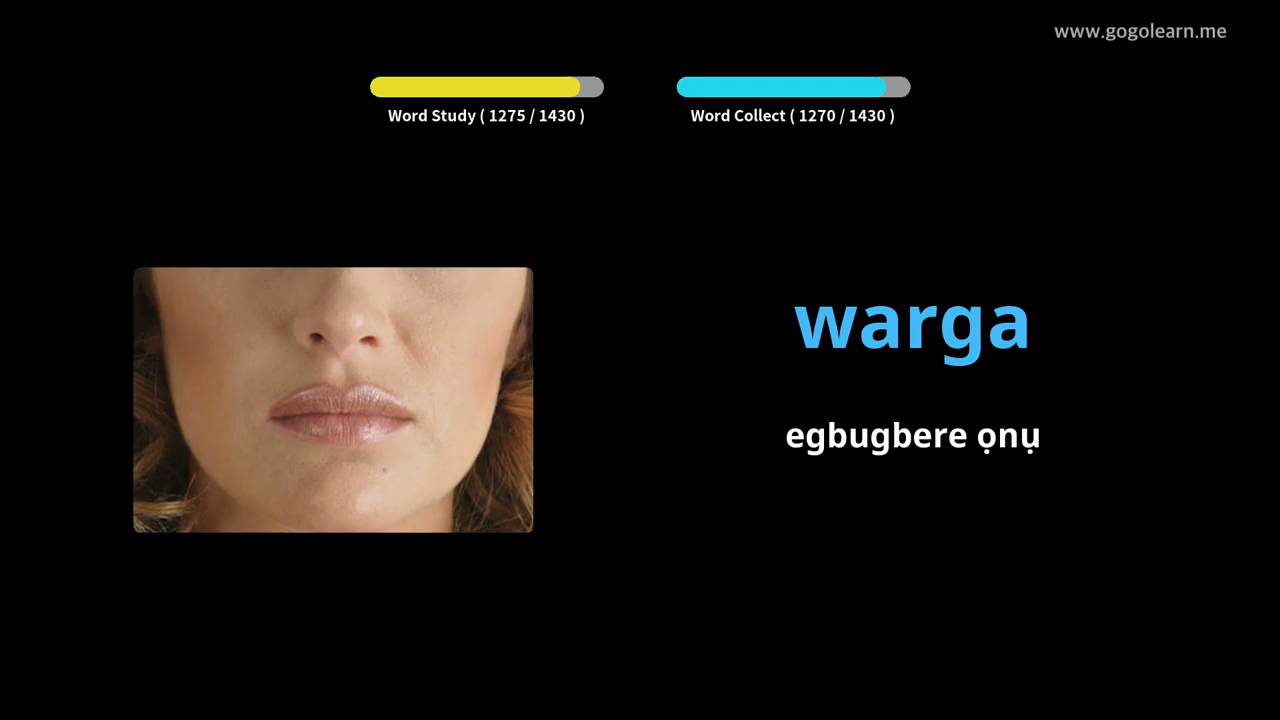 www.gogolearn.me
Word Study ( 1275 / 1430 )
Word Collect ( 1270 / 1430 )
warga
egbugbere ọnụ